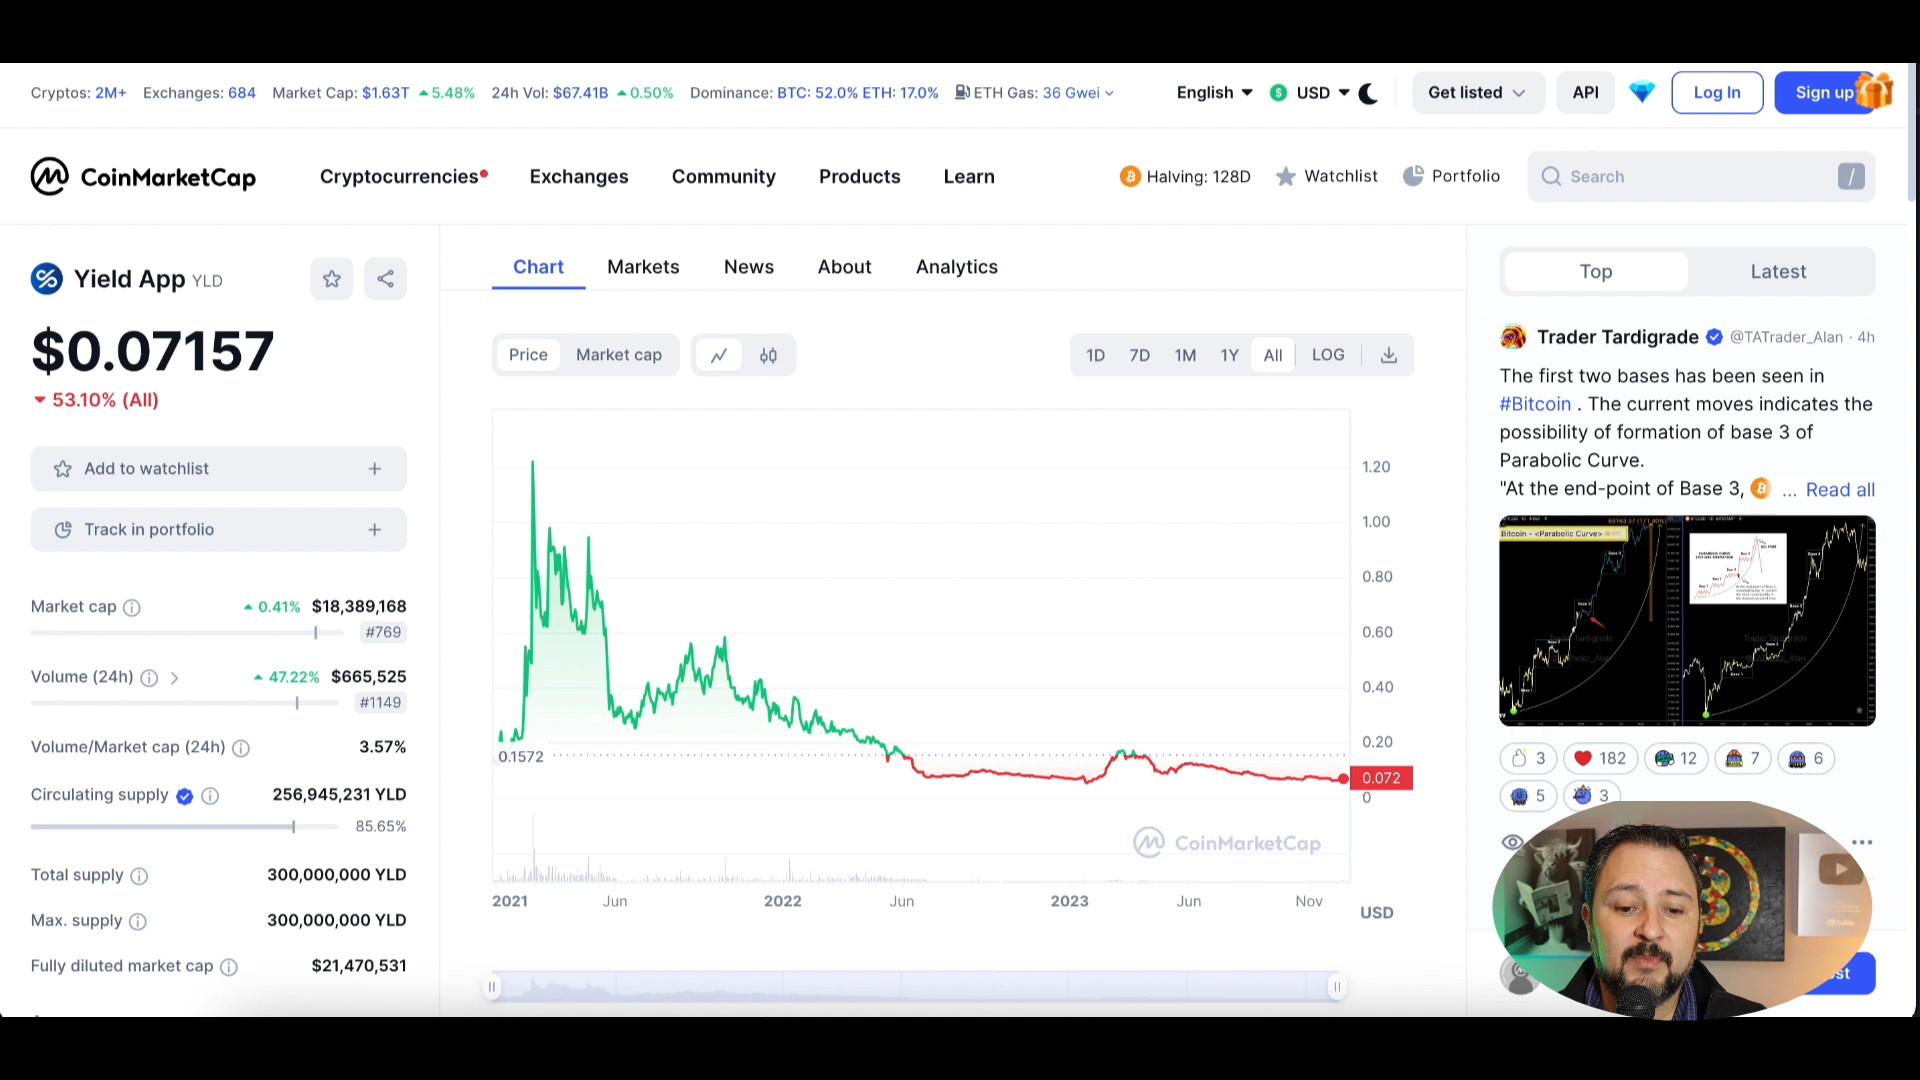 Cryptos: 2M+ Exchanges: 684 Market Cap: $1.63T 5.48% 24h Vol: $67.41B 0.50% Dominance: BTC: 52.0% ETH: 17.0% ETH Gas: 36 Gwei English USD Get listed API Log In Sign up
CoinMarketCap Cryptocurrencies Exchanges Community Products Learn Halving: 128D Watchlist Portfolio Search /
Yield App YLD
$0.07157
53.10% (All)
Add to watchlist +
Track in portfolio +
Market cap 0.41% $18,389,168
#769
Volume (24h) 47.22% $665,525
#1149
Volume/Market cap (24h) 3.57%
Circulating supply 256,945,231 YLD
85.65%
Total supply 300,000,000 YLD
Max. supply 300,000,000 YLD
Fully diluted market cap $21,470,531
Chart Markets News About Analytics
Price Market cap 1D 7D 1M 1Y All LOG
1.20
1.00
0.80
0.60
0.40
0.20
0.1572
0.072
0
CoinMarketCap
2021 Jun 2022 Jun 2023 Jun Nov
USD
Top Latest
Trader Tardigrade @TATrader_Alan · 4h
The first two bases has been seen in
#Bitcoin . The current moves indicates the
possibility of formation of base 3 of
Parabolic Curve.
"At the end-point of Base 3, ... Read all
Bitcoin - <Parabolic Curve>
3 182 12 7 6
5 3